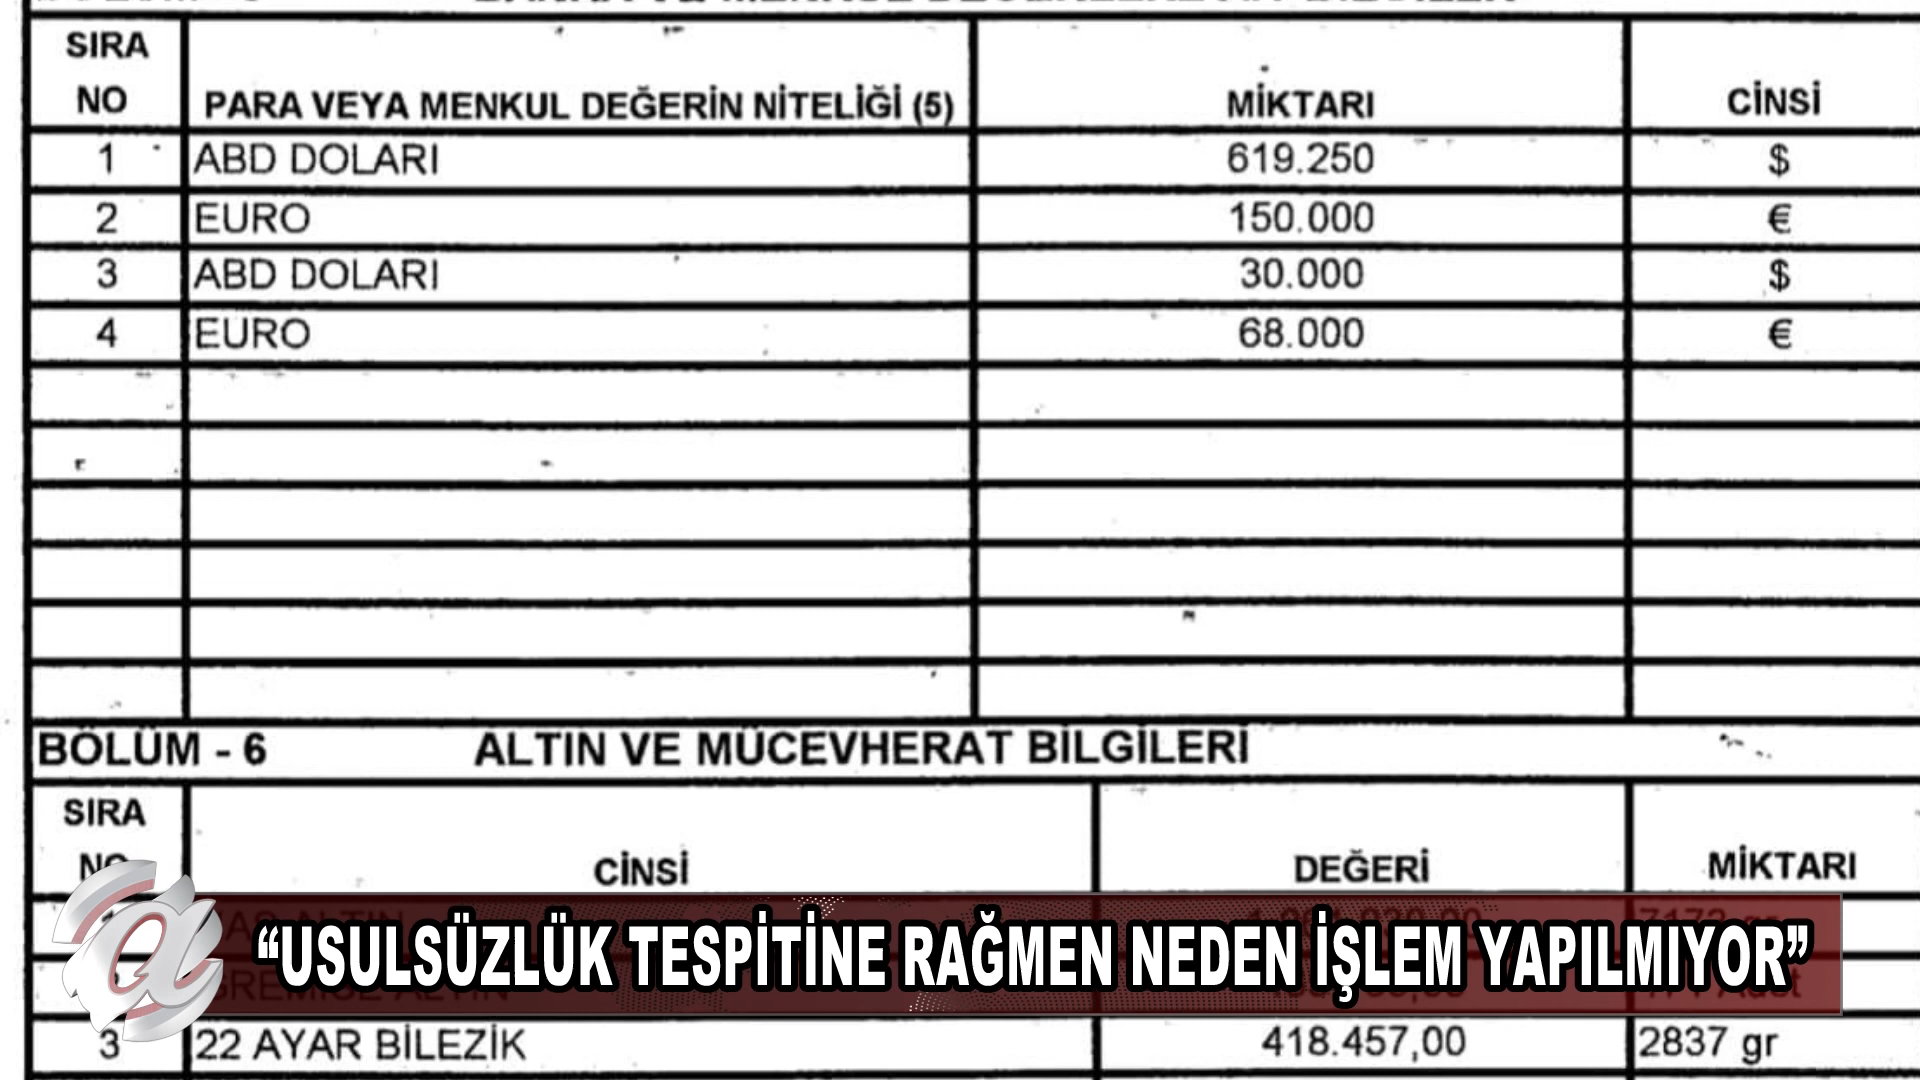 SIRA
NO PARA VEYA MENKUL DEĞERİN NİTELİĞİ (5) MİKTARI CİNSİ
1 ABD DOLARI 619.250 $
2 EURO 150.000 €
3 ABD DOLARI 30.000 $
4 EURO 68.000 €
BÖLÜM - 6 ALTIN VE MÜCEVHERAT BİLGİLERİ
SIRA
NO CİNSİ DEĞERİ MİKTARI
“USULSÜZLÜK TESPİTİNE RAĞMEN NEDEN İŞLEM YAPILMIYOR”
3 22 AYAR BİLEZİK 418.457,00 2837 gr